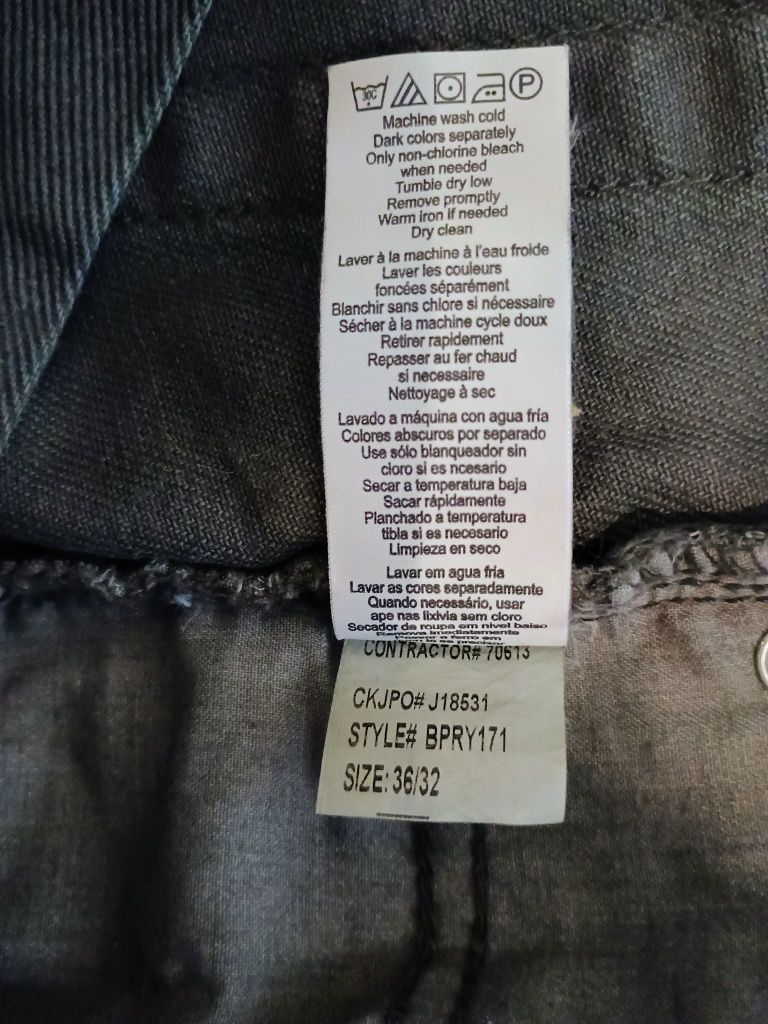 30C P
Machine wash cold
Dark colors separately
Only non-chlorine bleach
when needed
Tumble dry low
Remove promptly
Warm iron if needed
Dry clean
Laver à la machine à l'eau froide
Laver les couleurs
foncées séparément
Blanchir sans chlore si nécessaire
Sécher à la machine cycle doux
Retirer rapidement
Repasser au fer chaud
si necessaire
Nettoyage à sec
Lavado a máquina con agua fría
Colores abscuros por separado
Use sólo blanqueador sin
cloro si es ncesario
Secar a temperatura baja
Sacar rápidamente
Planchado a temperatura
tibia si es necesario
Limpieza en seco
Lavar em agua fria
Lavar as cores separadamente
Quando necessário, usar
ape nas lixivia sem cloro
Secador de roupa em nivel baixo
Remova imediatamente
CONTRACTOR# 70613
CKJPO# J18531
STYLE# BPRY171
SIZE: 36/32